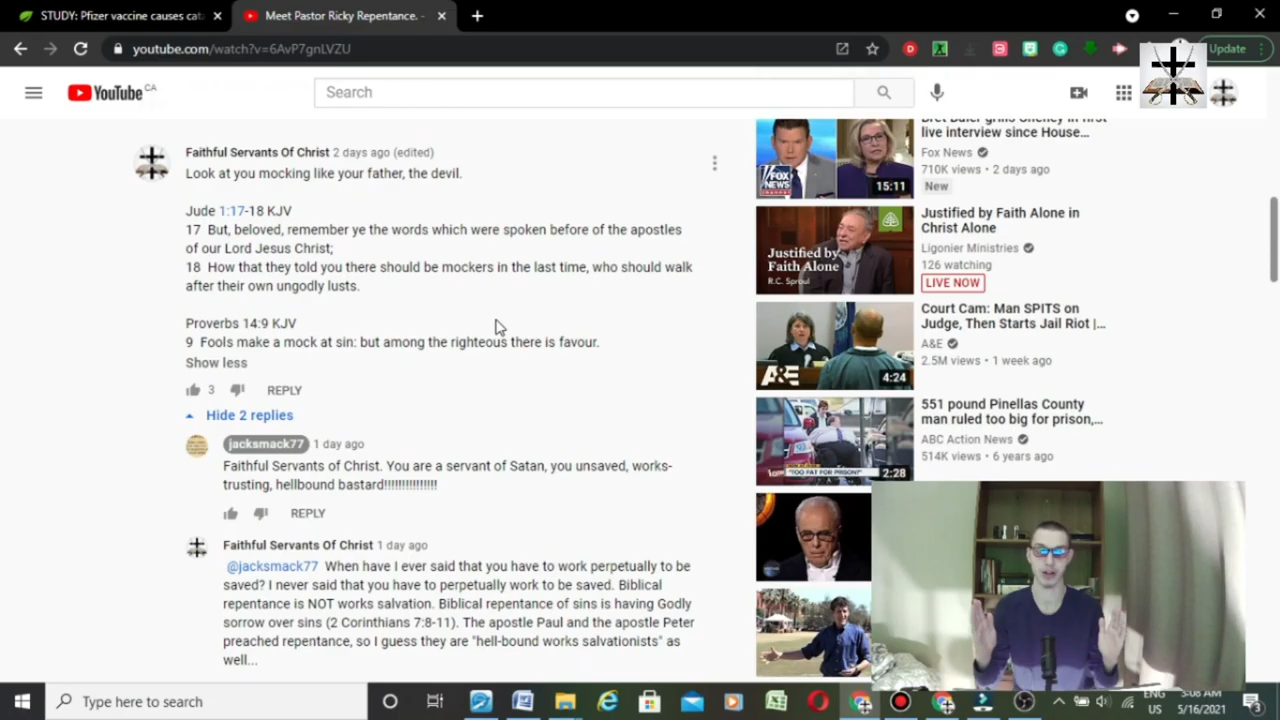 STUDY: Pfizer vaccine causes cat
Meet Pastor Ricky Repentance. -
youtube.com/watch?v=6AvP7gnLVZU
Update
YouTube CA
Search
Faithful Servants Of Christ 2 days ago (edited)
Look at you mocking like your father, the devil.
Jude 1:17-18 KJV
17 But, beloved, remember ye the words which were spoken before of the apostles
of our Lord Jesus Christ;
18 How that they told you there should be mockers in the last time, who should walk
after their own ungodly lusts.
Proverbs 14:9 KJV
9 Fools make a mock at sin: but among the righteous there is favour.
Show less
3 REPLY
Hide 2 replies
jacksmack77 1 day ago
Faithful Servants of Christ. You are a servant of Satan, you unsaved, works-
trusting, hellbound bastard!!!!!!!!!!!!!!!
REPLY
Faithful Servants Of Christ 1 day ago
@jacksmack77 When have I ever said that you have to work perpetually to be
saved? I never said that you have to perpetually work to be saved. Biblical
repentance is NOT works salvation. Biblical repentance of sins is having Godly
sorrow over sins (2 Corinthians 7:8-11). The apostle Paul and the apostle Peter
preached repentance, so I guess they are "hell-bound works salvationists" as
well...
Bret Baier grills Cheney in first
live interview since House...
Fox News
710K views • 2 days ago
New
FOX NEWS
15:11
Justified by Faith Alone in
Christ Alone
Ligonier Ministries
126 watching
LIVE NOW
Justified by
Faith Alone
R.C. Sproul
Court Cam: Man SPITS on
Judge, Then Starts Jail Riot |...
A&E
2.5M views • 1 week ago
A&E
4:24
551 pound Pinellas County
man ruled too big for prison,...
ABC Action News
514K views • 6 years ago
"TOO FAT FOR PRISON?"
2:28
Type here to search
ENG
US
3:08 AM
5/16/2021
3